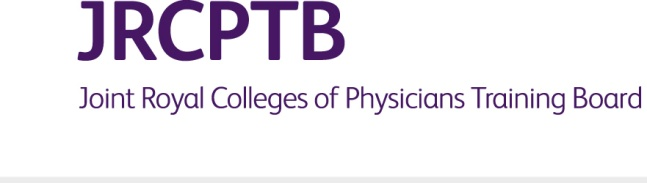 JRCPTB
Joint Royal Colleges of Physicians Training Board